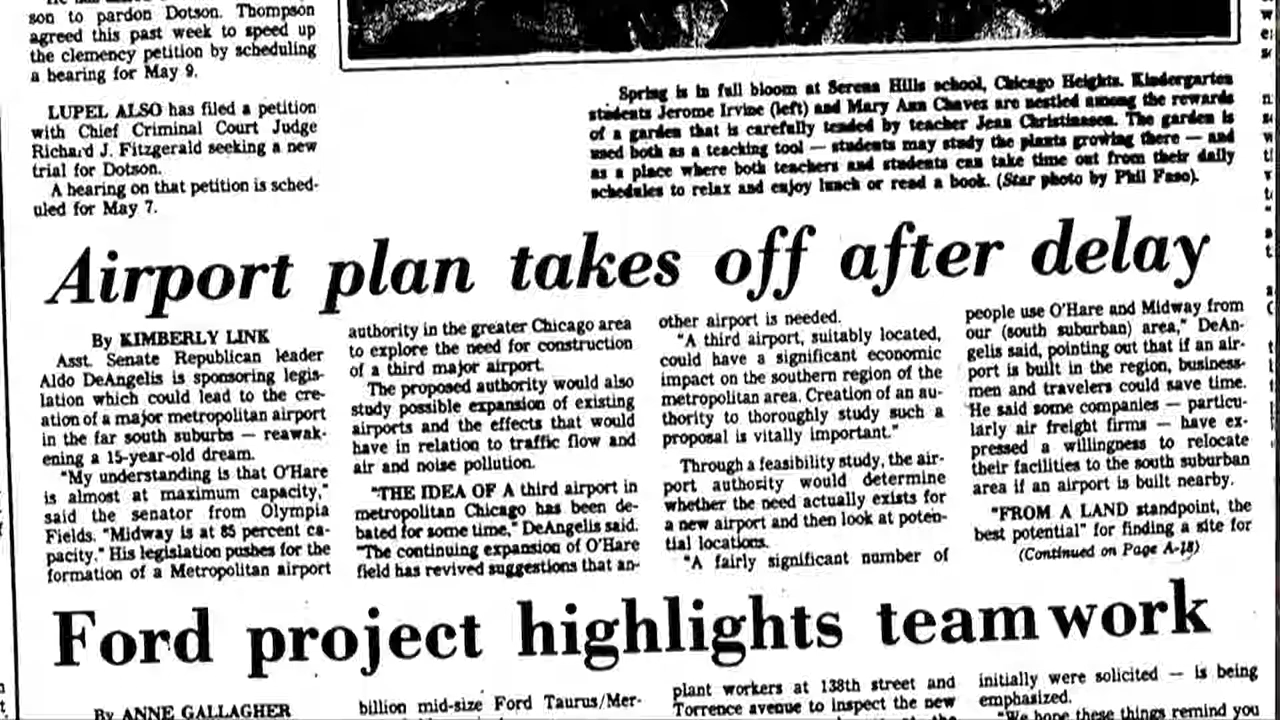 son to pardon Dotson. Thompson
agreed this past week to speed up
the clemency petition by scheduling
a hearing for May 9.
LUPEL ALSO has filed a petition
with Chief Criminal Court Judge
Richard J. Fitzgerald seeking a new
trial for Dotson.
A hearing on that petition is sched-
uled for May 7.
Spring is in full bloom at Serena Hills school, Chicago Heights. Kindergarten
students Jerome Irvine (left) and Mary Ann Chavez are nestled among the rewards
of a garden that is carefully tended by teacher Jean Christiansen. The garden is
used both as a teaching tool — students may study the plants growing there — and
as a place where both teachers and students can take time out from their daily
schedules to relax and enjoy lunch or read a book. (Star photo by Phil Faso).
Airport plan takes off after delay
By KIMBERLY LINK
Asst. Senate Republican leader
Aldo DeAngelis is sponsoring legis-
lation which could lead to the cre-
ation of a major metropolitan airport
in the far south suburbs — reawak-
ening a 15-year-old dream.
"My understanding is that O'Hare
is almost at maximum capacity,"
said the senator from Olympia
Fields. "Midway is at 85 percent ca-
pacity." His legislation pushes for the
formation of a Metropolitan airport
authority in the greater Chicago area
to explore the need for construction
of a third major airport.
The proposed authority would also
study possible expansion of existing
airports and the effects that would
have in relation to traffic flow and
air and noise pollution.
"THE IDEA OF A third airport in
metropolitan Chicago has been de-
bated for some time," DeAngelis said.
"The continuing expansion of O'Hare
field has revived suggestions that an-
other airport is needed.
"A third airport, suitably located,
could have a significant economic
impact on the southern region of the
metropolitan area. Creation of an au-
thority to thoroughly study such a
proposal is vitally important."
Through a feasibility study, the air-
port authority would determine
whether the need actually exists for
a new airport and then look at poten-
tial locations.
"A fairly significant number of
people use O'Hare and Midway from
our (south suburban) area," DeAn-
gelis said, pointing out that if an air-
port is built in the region, business-
men and travelers could save time.
He said some companies — particu-
larly air freight firms — have ex-
pressed a willingness to relocate
their facilities to the south suburban
area if an airport is built nearby.
"FROM A LAND standpoint, the
best potential" for finding a site for
(Continued on Page A-18)
Ford project highlights teamwork
By ANNE GALLAGHER
billion mid-size Ford Taurus/Mer-
plant workers at 138th street and
Torrence avenue to inspect the new
initially were solicited — is being
emphasized.
"We hope these things remind you